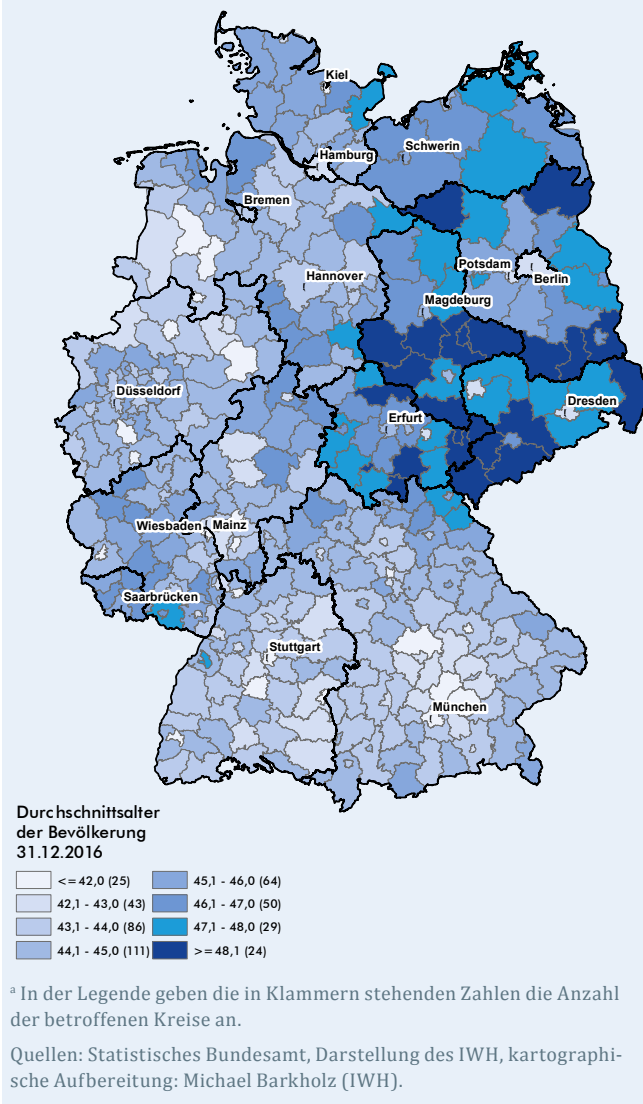 Kiel
Schwerin
Hamburg
Bremen
Potsdam
Berlin
Hannover
Magdeburg
Düsseldorf
Dresden
Erfurt
Wiesbaden
Mainz
Saarbrücken
Stuttgart
München
Durchschnittsalter
der Bevölkerung
31.12.2016
<= 42,0 (25)
45,1 - 46,0 (64)
42,1 - 43,0 (43)
46,1 - 47,0 (50)
43,1 - 44,0 (86)
47,1 - 48,0 (29)
44,1 - 45,0 (111)
>= 48,1 (24)
a In der Legende geben die in Klammern stehenden Zahlen die Anzahl
der betroffenen Kreise an.
Quellen: Statistisches Bundesamt, Darstellung des IWH, kartographi-
sche Aufbereitung: Michael Barkholz (IWH).